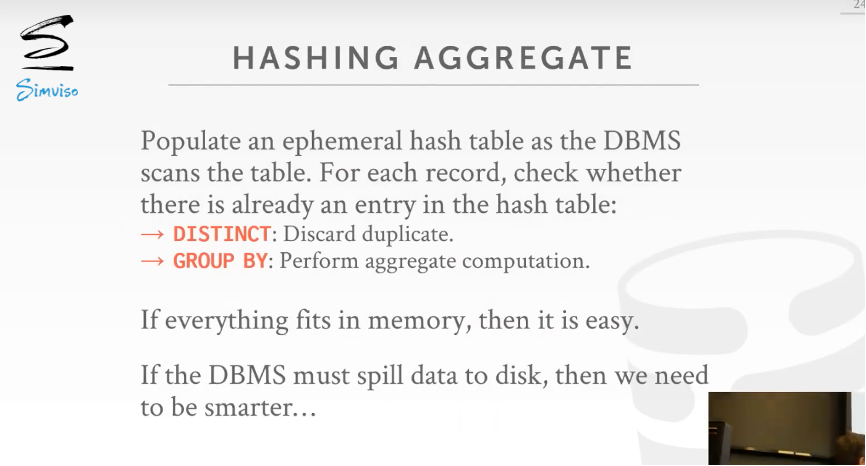 24
Simviso
HASHING AGGREGATE
Populate an ephemeral hash table as the DBMS
scans the table. For each record, check whether
there is already an entry in the hash table:
→ DISTINCT: Discard duplicate.
→ GROUP BY: Perform aggregate computation.
If everything fits in memory, then it is easy.
If the DBMS must spill data to disk, then we need
to be smarter…